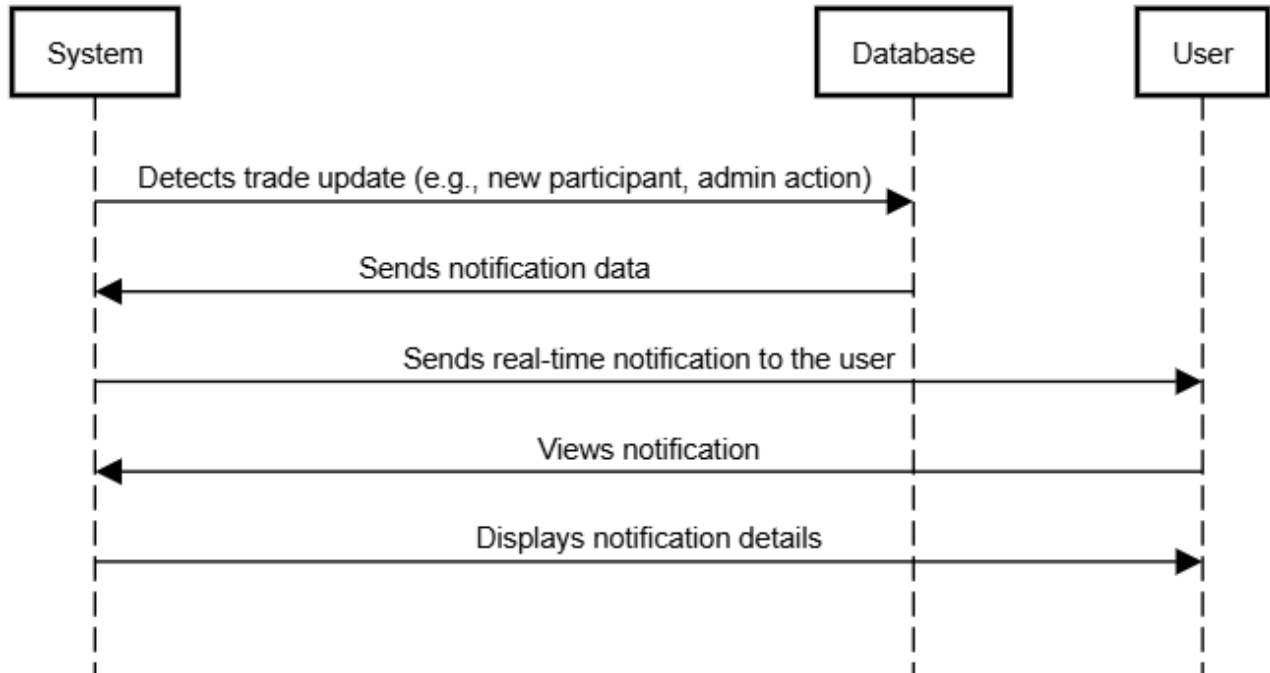 System
Database
User
Detects trade update (e.g., new participant, admin action)
Sends notification data
Sends real-time notification to the user
Views notification
Displays notification details